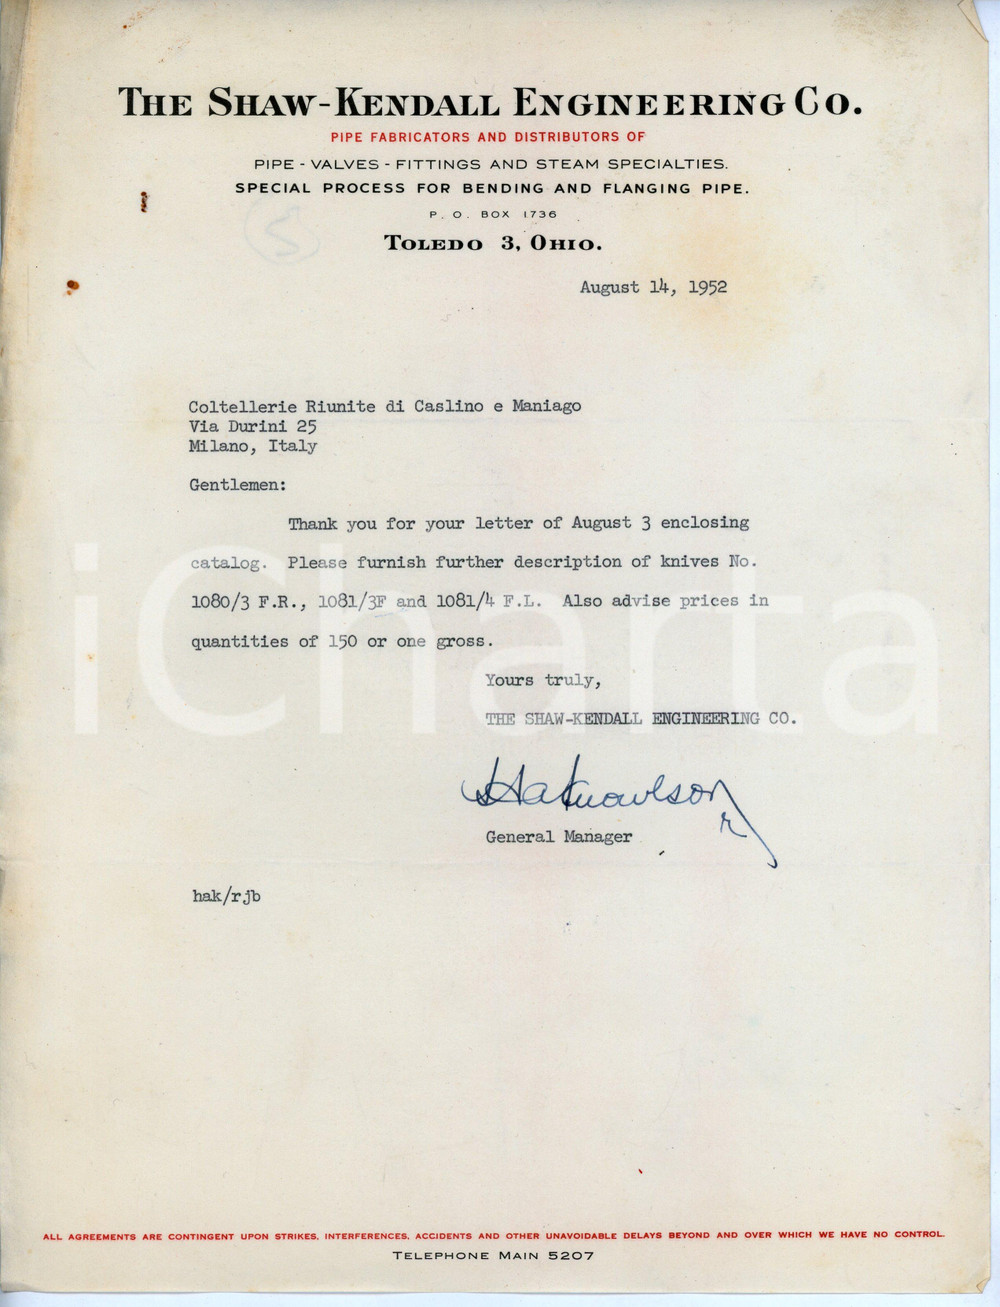 THE SHAW-KENDALL ENGINEERING CO.
PIPE FABRICATORS AND DISTRIBUTORS OF
PIPE - VALVES - FITTINGS AND STEAM SPECIALTIES.
SPECIAL PROCESS FOR BENDING AND FLANGING PIPE.
P. O. BOX 1736
TOLEDO 3, OHIO.
August 14, 1952
Coltellerie Riunite di Caslino e Maniago
Via Durini 25
Milano, Italy
Gentlemen:
Thank you for your letter of August 3 enclosing
catalog. Please furnish further description of knives No.
1080/3 F.R., 1081/3F and 1081/4 F.L. Also advise prices in
quantities of 150 or one gross.
iCharta
Yours truly,
THE SHAW-KENDALL ENGINEERING CO.
HaKnowlson
General Manager
hak/rjb
ALL AGREEMENTS ARE CONTINGENT UPON STRIKES, INTERFERENCES, ACCIDENTS AND OTHER UNAVOIDABLE DELAYS BEYOND AND OVER WHICH WE HAVE NO CONTROL.
TELEPHONE MAIN 5207